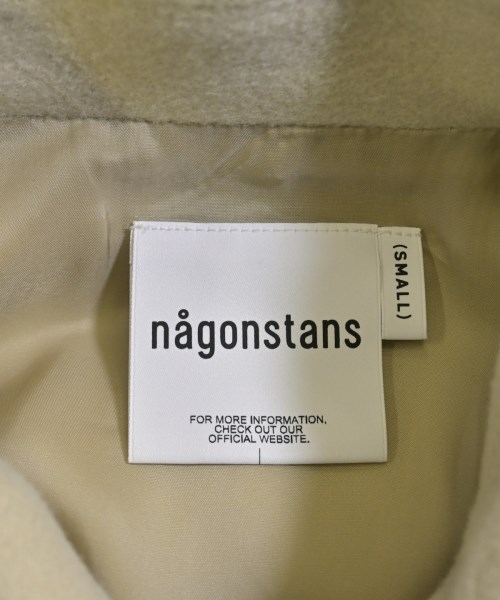 någonstans
(SMALL)
FOR MORE INFORMATION,
CHECK OUT OUR
OFFICIAL WEBSITE.